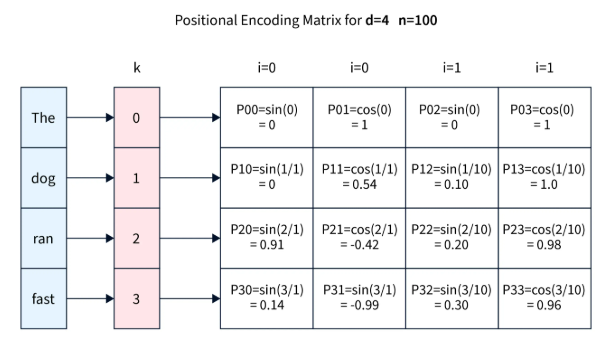 Positional Encoding Matrix for d=4 n=100
k i=0 i=0 i=1 i=1
The 0 P00=sin(0) P01=cos(0) P02=sin(0) P03=cos(0)
= 0 = 1 = 0 = 1
dog 1 P10=sin(1/1) P11=cos(1/1) P12=sin(1/10) P13=cos(1/10)
= 0 = 0.54 = 0.10 = 1.0
ran 2 P20=sin(2/1) P21=cos(2/1) P22=sin(2/10) P23=cos(2/10)
= 0.91 = -0.42 = 0.20 = 0.98
fast 3 P30=sin(3/1) P31=sin(3/1) P32=sin(3/10) P33=cos(3/10)
= 0.14 = -0.99 = 0.30 = 0.96